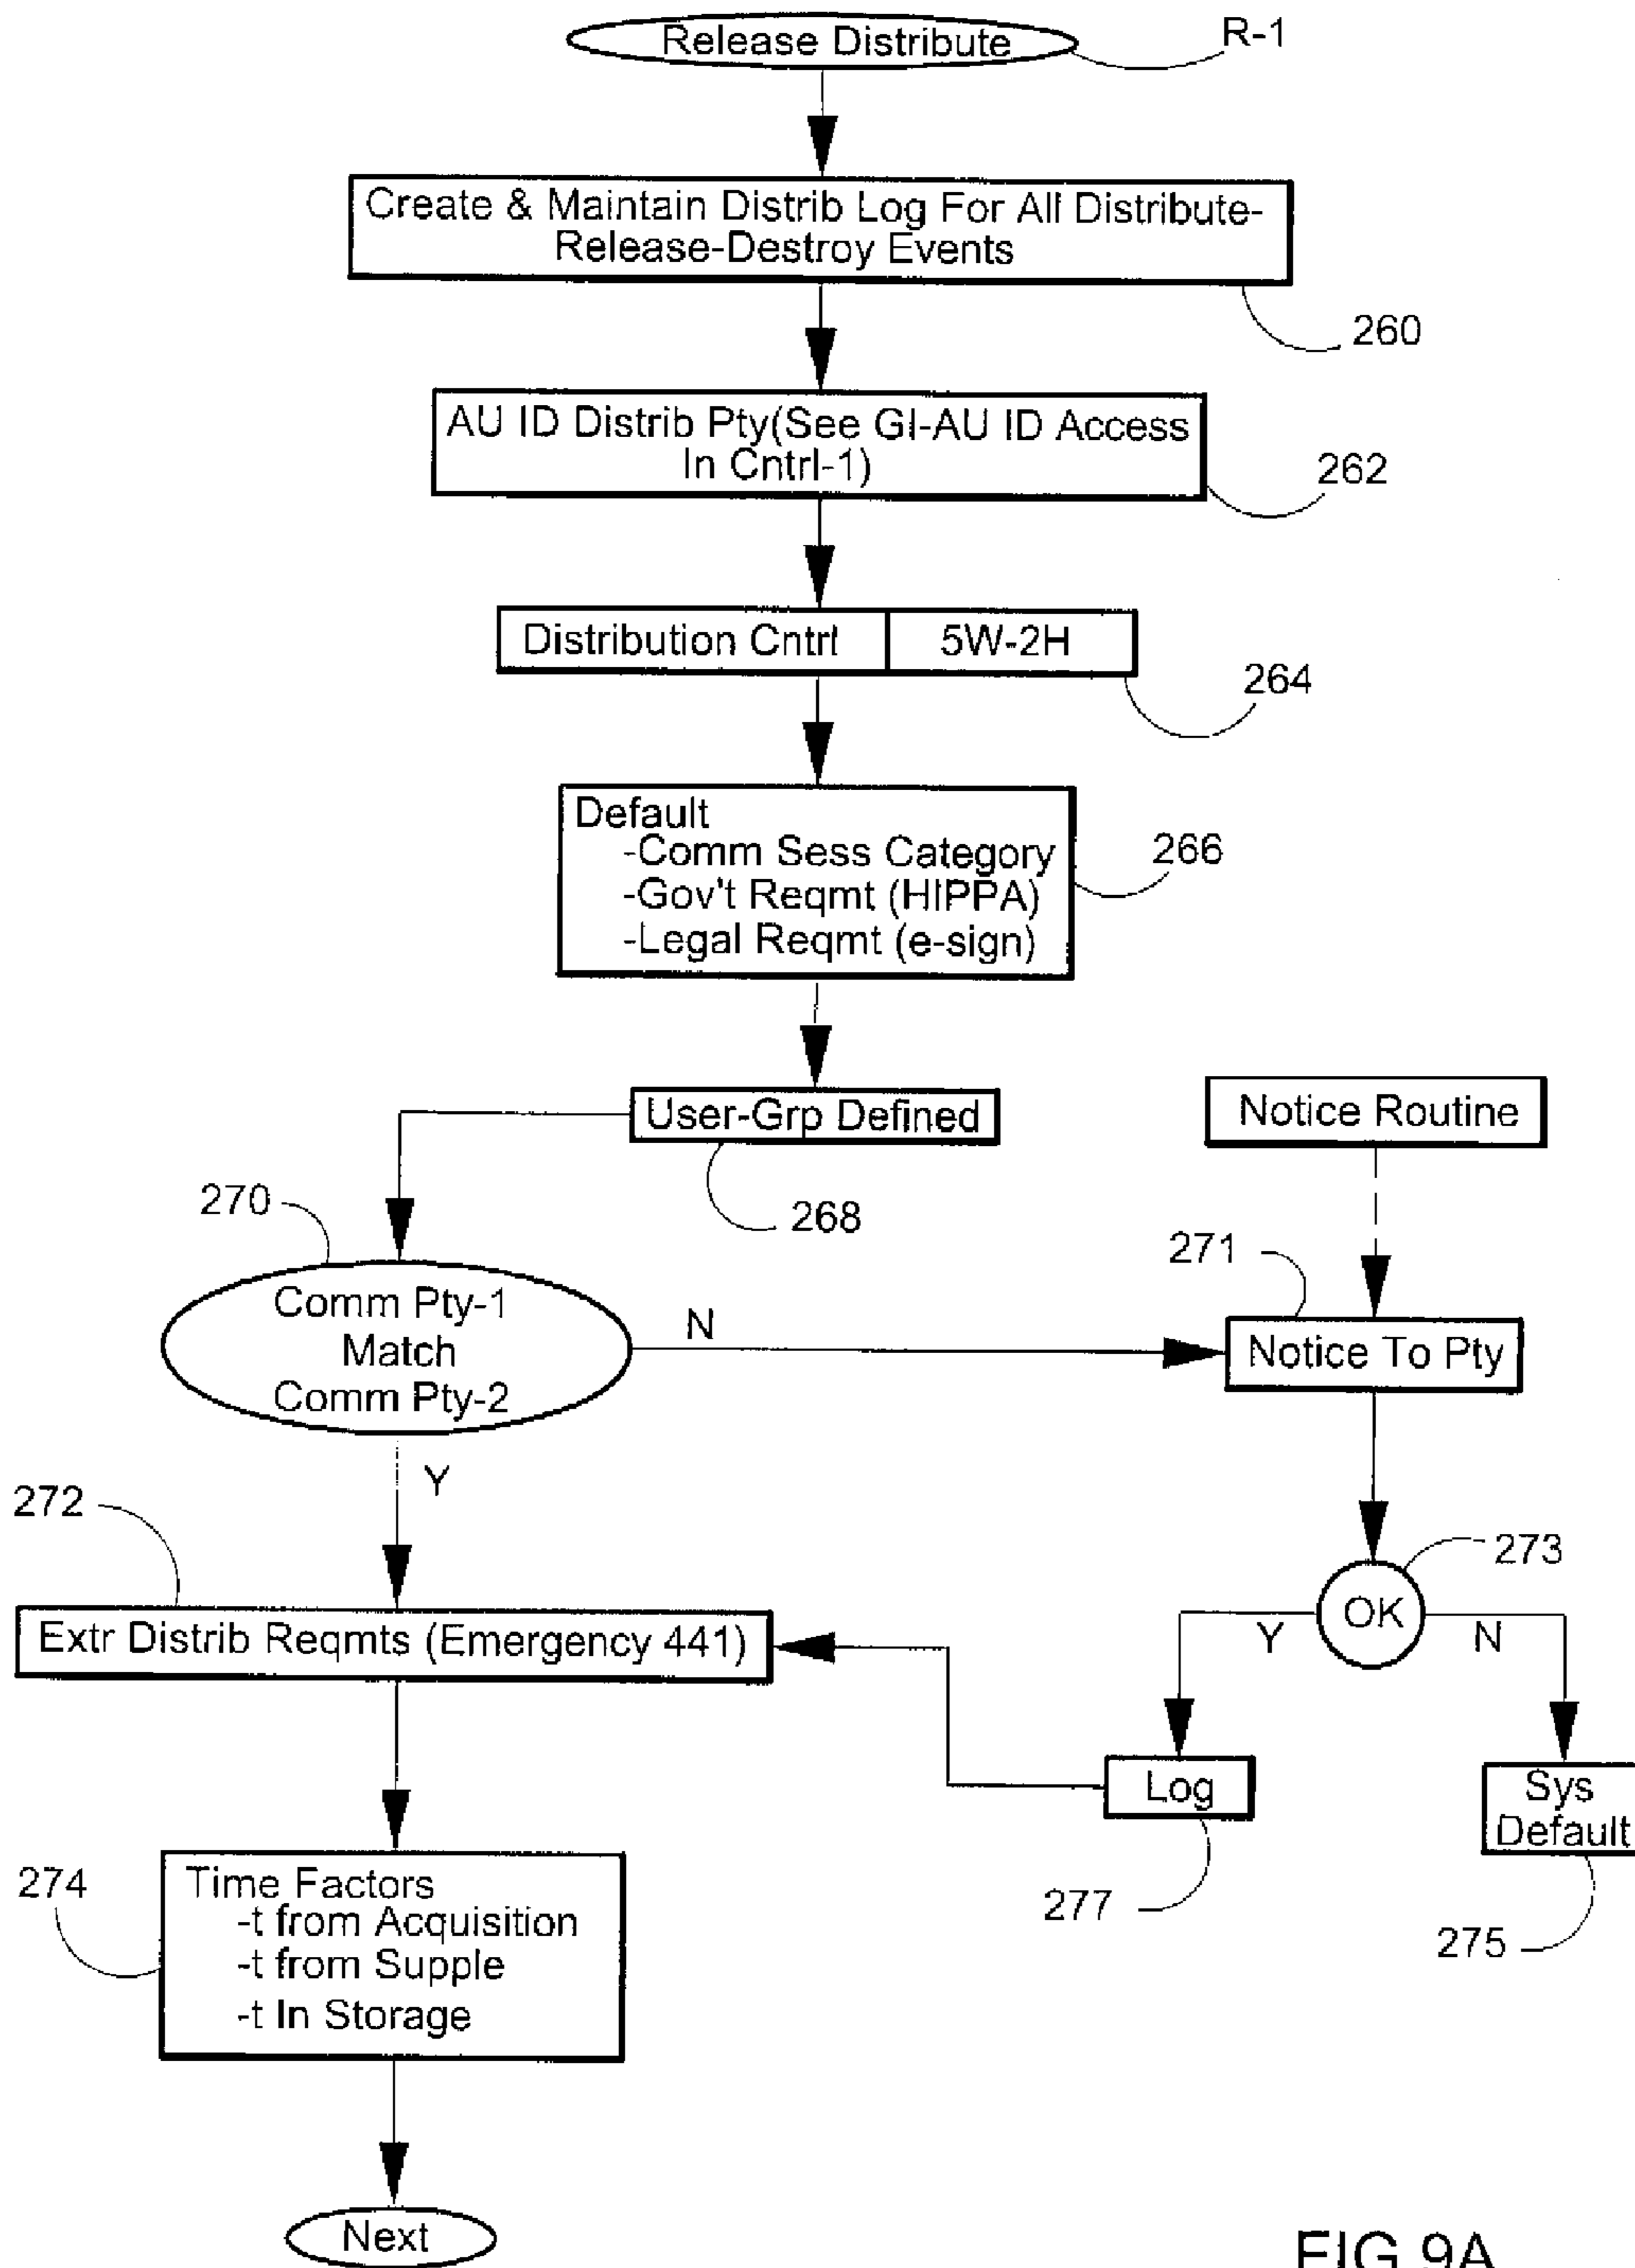 Release Distribute
R-1
Create & Maintain Distrib Log For All Distribute-
Release-Destroy Events
260
AU ID Distrib Pty(See GI-AU ID Access
In Cntrl-1)
262
Distribution Cntrl
5W-2H
264
Default
-Comm Sess Category
-Gov't Reqmt (HIPPA)
-Legal Reqmt (e-sign)
266
User-Grp Defined
268
Notice Routine
270
Comm Pty-1
Match
Comm Pty-2
N
271
Notice To Pty
Y
272
Extr Distrib Reqmts (Emergency 441)
273
OK
Y
N
Log
277
Sys
Default
275
274
Time Factors
-t from Acquisition
-t from Supple
-t In Storage
Next
FIG.9A